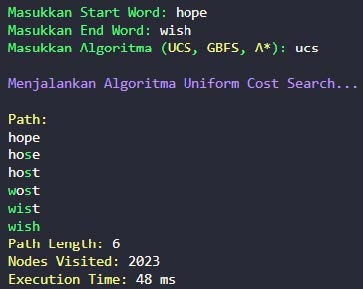 Masukkan Start Word: hope
Masukkan End Word: wish
Masukkan Algoritma (UCS, GBFS, A*): ucs
Menjalankan Algoritma Uniform Cost Search...
Path:
hope
hose
host
wost
wist
wish
Path Length: 6
Nodes Visited: 2023
Execution Time: 48 ms